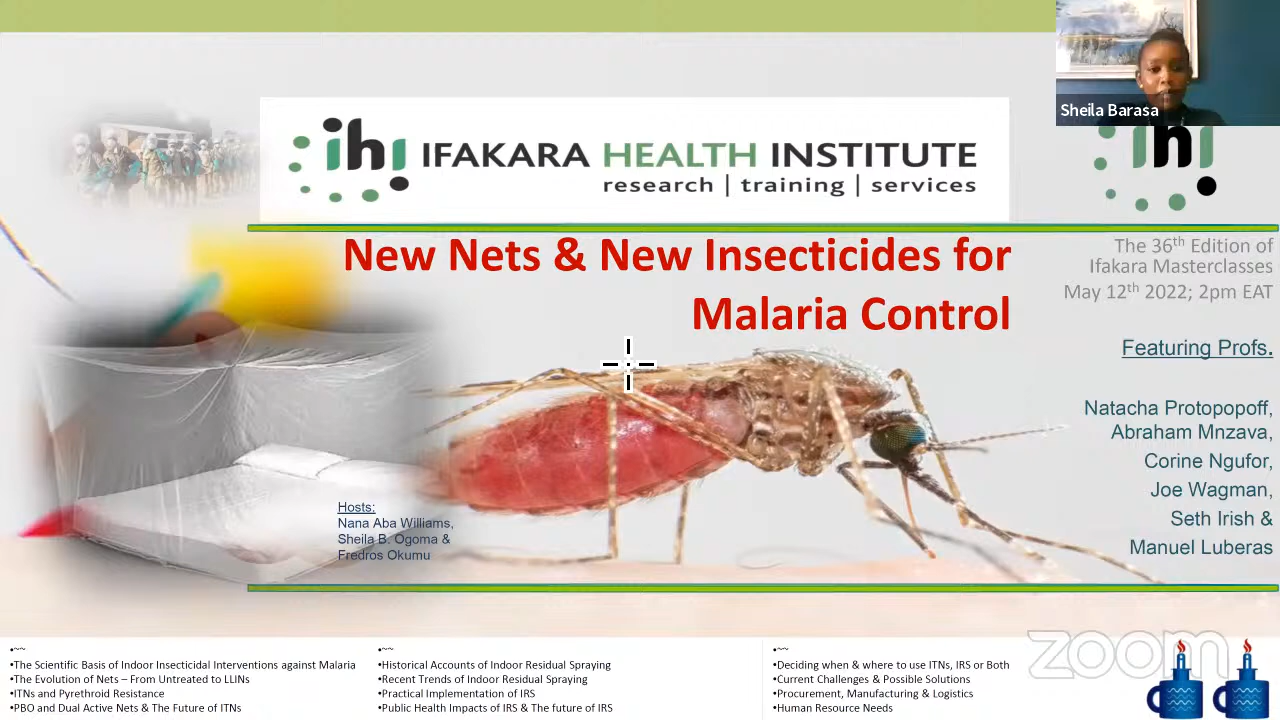 Sheila Barasa
ihi IFAKARA HEALTH INSTITUTE
research | training | services
ihi
New Nets & New Insecticides for
Malaria Control
The 36th Edition of
Ifakara Masterclasses
May 12th 2022; 2pm EAT
Featuring Profs.
Natacha Protopopoff,
Abraham Mnzava,
Corine Ngufor,
Joe Wagman,
Seth Irish &
Manuel Luberas
Hosts:
Nana Aba Williams,
Sheila B. Ogoma &
Fredros Okumu
•~~
•The Scientific Basis of Indoor Insecticidal Interventions against Malaria
•The Evolution of Nets – From Untreated to LLINs
•ITNs and Pyrethroid Resistance
•PBO and Dual Active Nets & The Future of ITNs
•~~
•Historical Accounts of Indoor Residual Spraying
•Recent Trends of Indoor Residual Spraying
•Practical Implementation of IRS
•Public Health Impacts of IRS & The future of IRS
•~~
•Deciding when & where to use ITNs, IRS or Both
•Current Challenges & Possible Solutions
•Procurement, Manufacturing & Logistics
•Human Resource Needs
zoom